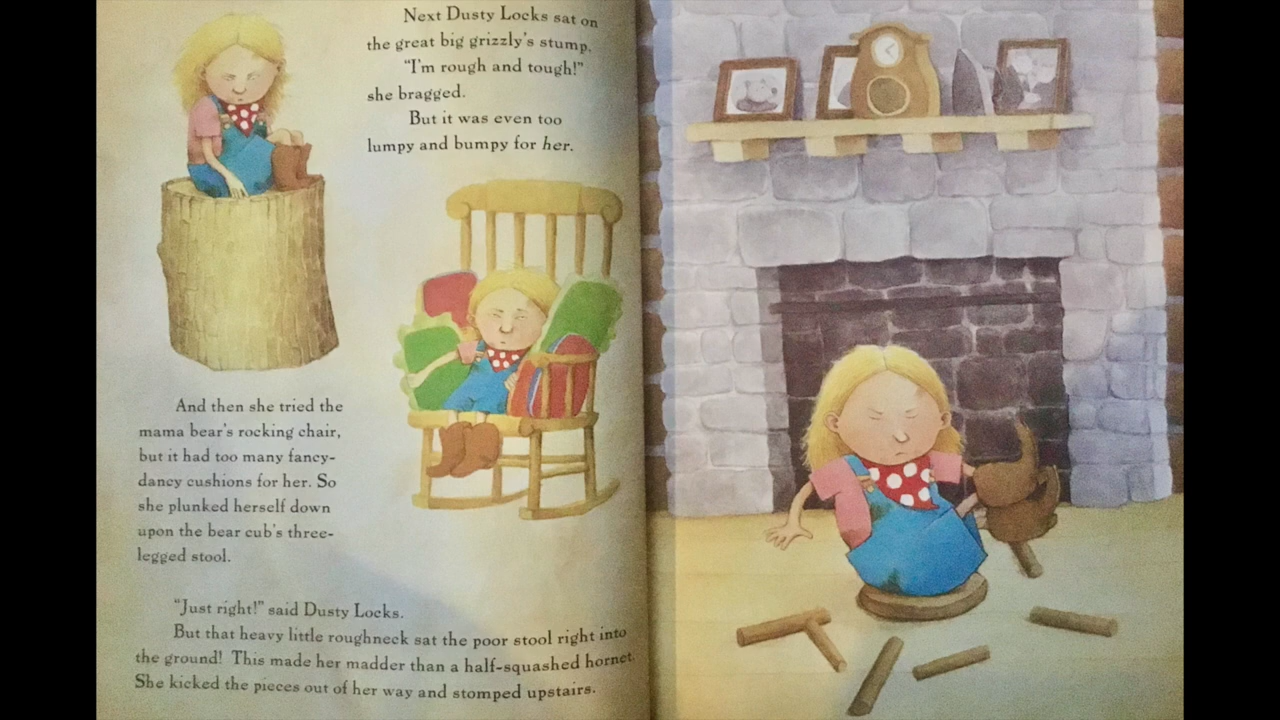 Next Dusty Locks sat on
the great big grizzly's stump.
"I'm rough and tough!"
she bragged.
But it was even too
lumpy and bumpy for her.
And then she tried the
mama bear's rocking chair,
but it had too many fancy-
dancy cushions for her. So
she plunked herself down
upon the bear cub's three-
legged stool.
"Just right!" said Dusty Locks.
But that heavy little roughneck sat the poor stool right into
the ground! This made her madder than a half-squashed hornet.
She kicked the pieces out of her way and stomped upstairs.